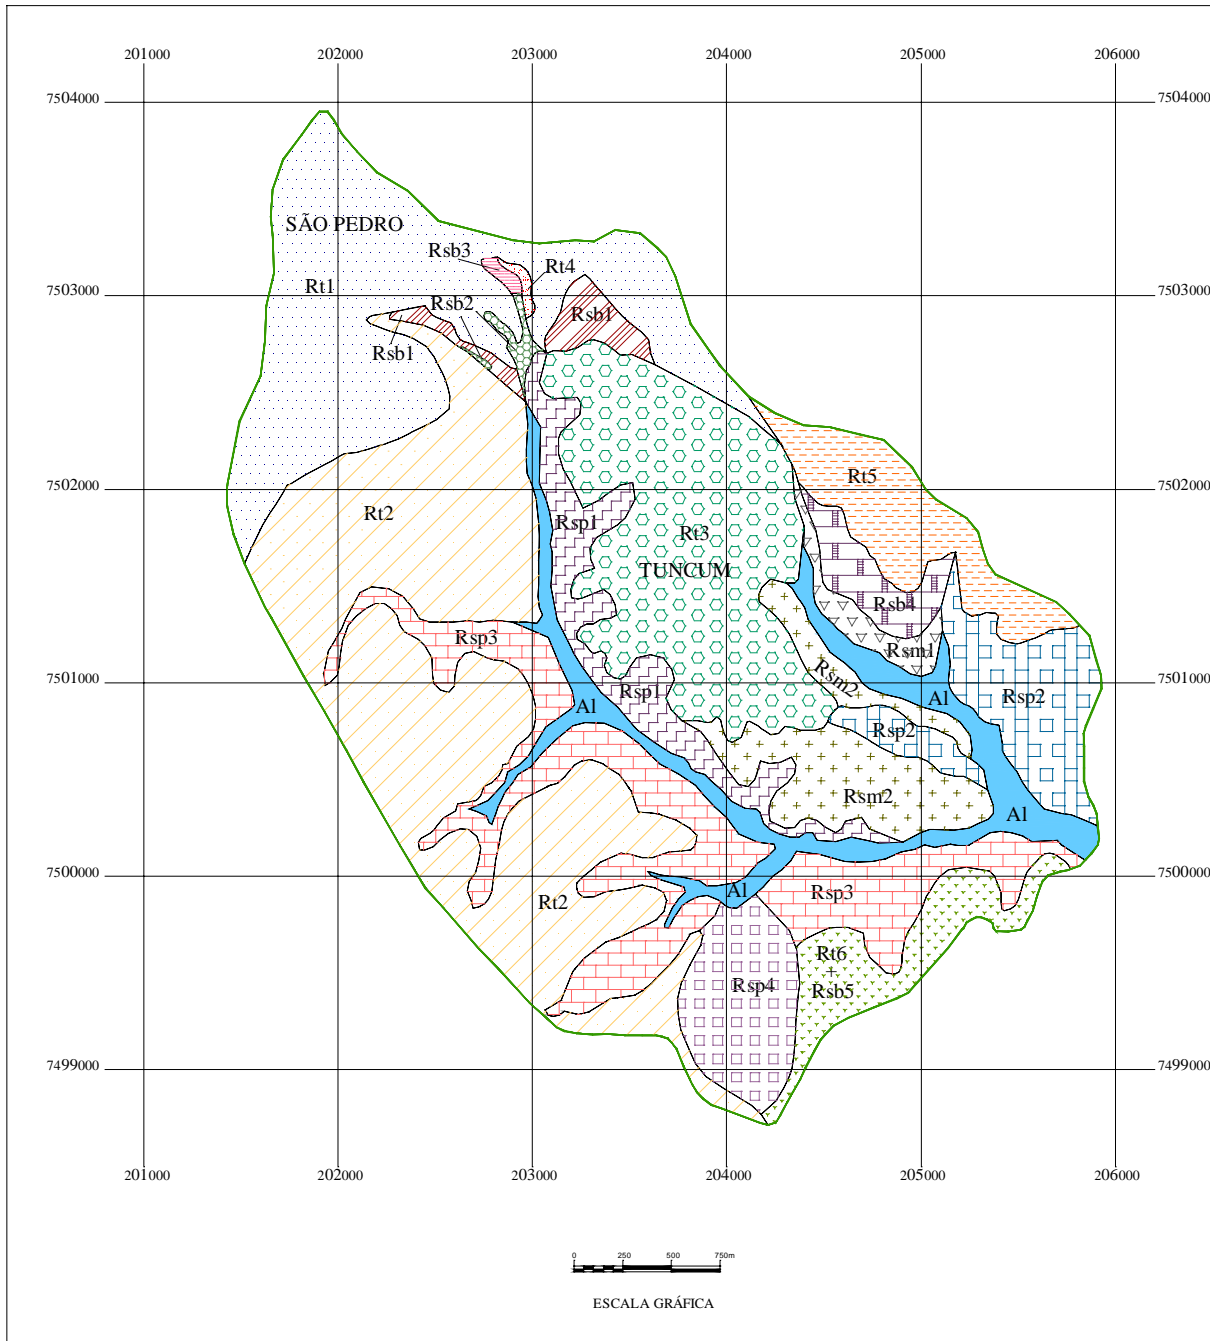 201000 202000 203000 204000 205000 206000
7504000 7504000
SÃO PEDRO
Rsb3
Rt4
Rt1
7503000 7503000
Rsb2
Rsb1
Rsb1
Rt5
7502000 7502000
Rt2
Rsp1
Rt3
TUNCUM
Rsb4
Rsp3
Rsm1
Rsm2
7501000 7501000
Rsp1
Al
Al
Rsp2
Rsp2
Rsm2
Al
7500000 7500000
Rt2
Al
Rsp3
Rt6
+
Rsb5
Rsp4
7499000 7499000
201000 202000 203000 204000 205000 206000
0 250 500 750m
ESCALA GRÁFICA